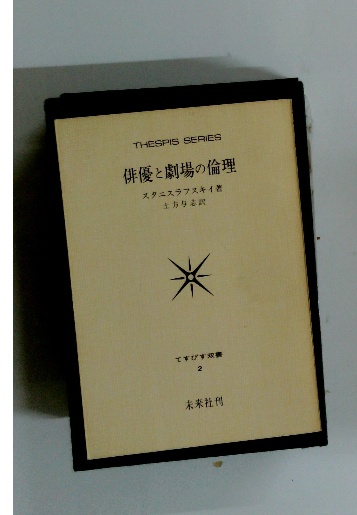 THESPIS SERIES
俳優と劇場の倫理
スタニスラフスキイ著
土方与志訳
てすぴす双書
2
未来社刊